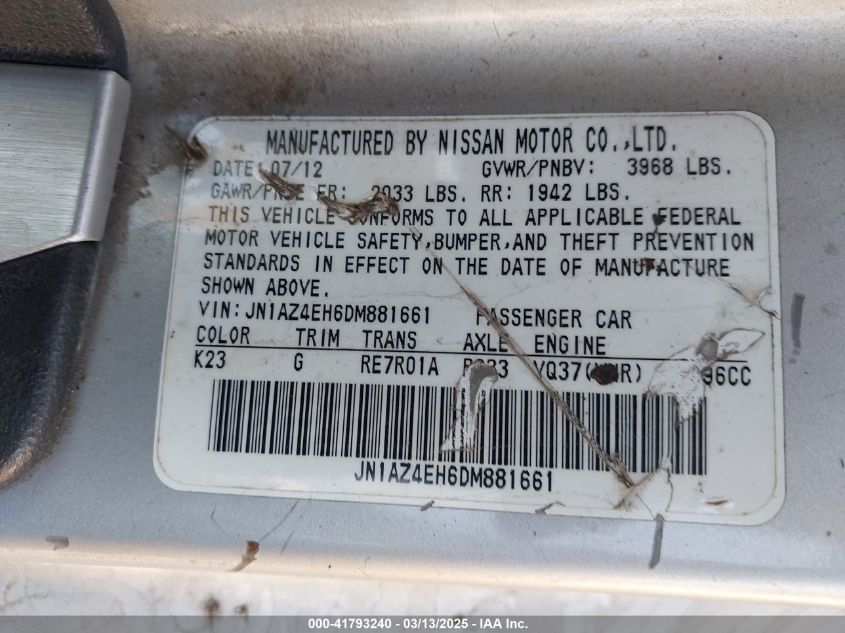 MANUFACTURED BY NISSAN MOTOR CO.,LTD.
DATE: 07/12 GVWR/PNBV: 3968 LBS.
FR: 2033 LBS. RR: 1942 LBS.
THIS VEHICLE CONFORMS TO ALL APPLICABLE FEDERAL
MOTOR VEHICLE SAFETY,BUMPER,AND THEFT PREVENTION
STANDARDS IN EFFECT ON THE DATE OF MANUFACTURE
SHOWN ABOVE.
VIN:JN1AZ4EH6DM881661 PASSENGER CAR
COLOR TRIM TRANS AXLE ENGINE
K23 G RE7R01A 96CC
JN1AZ4EH6DM881661
000-41793240 - 03/13/2025 - IAA Inc.